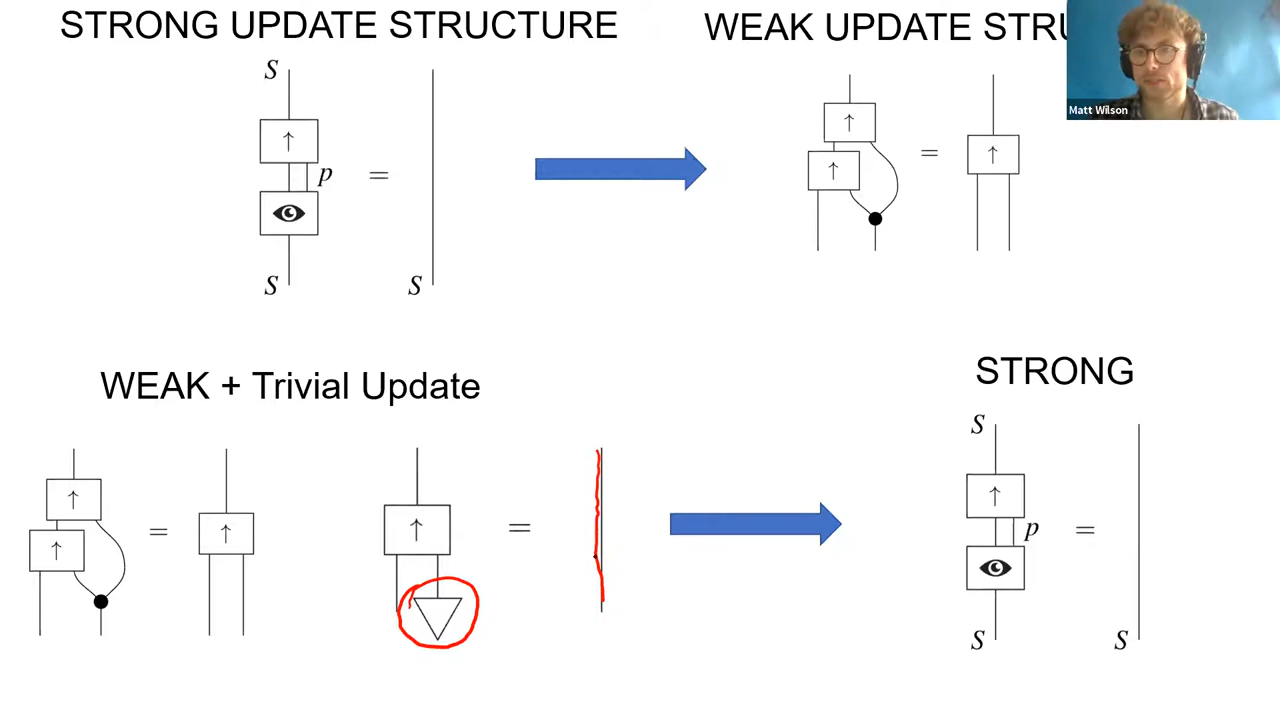 STRONG UPDATE STRUCTURE
WEAK UPDATE STRU
Matt Wilson
S
↑
p
=
S
S
↑
↑
=
↑
WEAK + Trivial Update
STRONG
↑
↑
=
↑
↑
=
S
↑
p
=
S
S